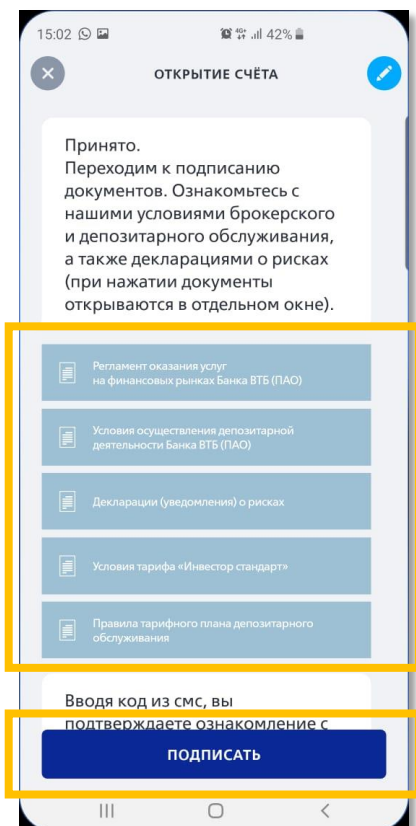 15:02 4G+ 42%
ОТКРЫТИЕ СЧЁТА
Принято.
Переходим к подписанию
документов. Ознакомьтесь с
нашими условиями брокерского
и депозитарного обслуживания,
а также декларациями о рисках
(при нажатии документы
открываются в отдельном окне).
Регламент оказания услуг
на финансовых рынках Банка ВТБ (ПАО)
Условия осуществления депозитарной
деятельности Банка ВТБ (ПАО)
Декларации (уведомления) о рисках
Условия тарифа «Инвестор стандарт»
Правила тарифного плана депозитарного
обслуживания
Вводя код из смс, вы
подтверждаете ознакомление с
ПОДПИСАТЬ